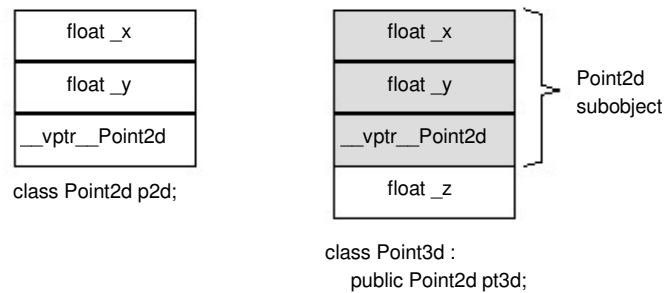 float _x
float _y
__vptr__Point2d
class Point2d p2d;
float _x
float _y
__vptr__Point2d
float _z
Point2d
subobject
class Point3d :
public Point2d pt3d;